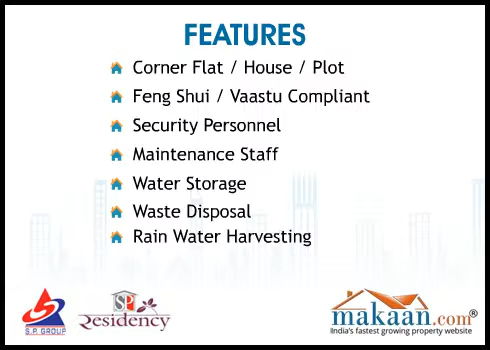 FEATURES
Corner Flat / House / Plot
Feng Shui / Vaastu Compliant
Security Personnel
Maintenance Staff
Water Storage
Waste Disposal
Rain Water Harvesting
S.P. GROUP
SP
Residency
makaan.com®
India's fastest growing property website